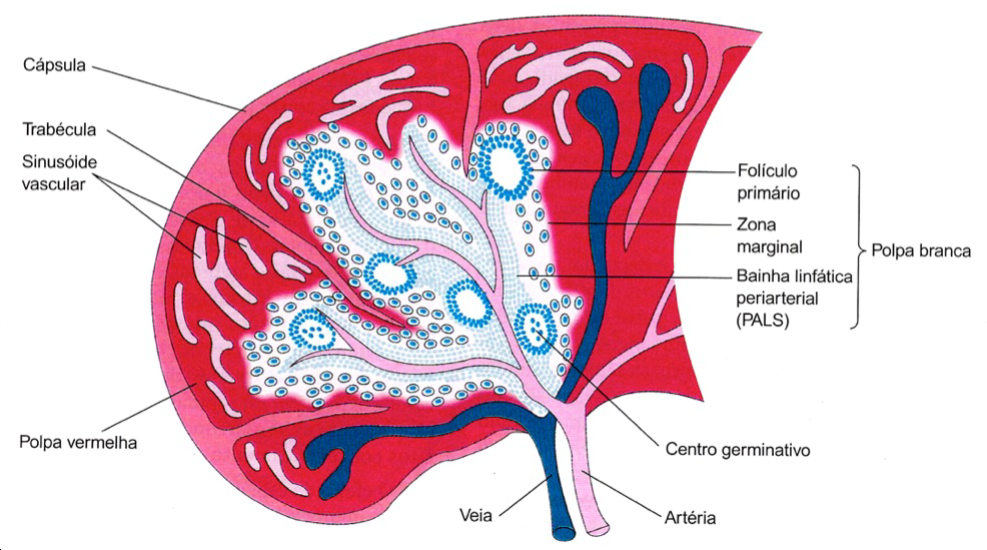 Cápsula
Trabécula
Sinusóide
vascular
Polpa vermelha
Veia
Artéria
Centro germinativo
Folículo
primário
Zona
marginal
Bainha linfática
periarterial
(PALS)
Polpa branca